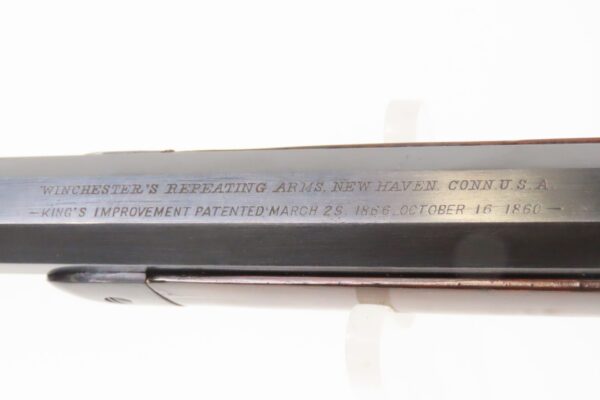 WINCHESTER'S REPEATING ARMS. NEW HAVEN. CONN. U.S.A.
—KING'S IMPROVEMENT PATENTED MARCH 29, 1866. OCTOBER 16 1860—